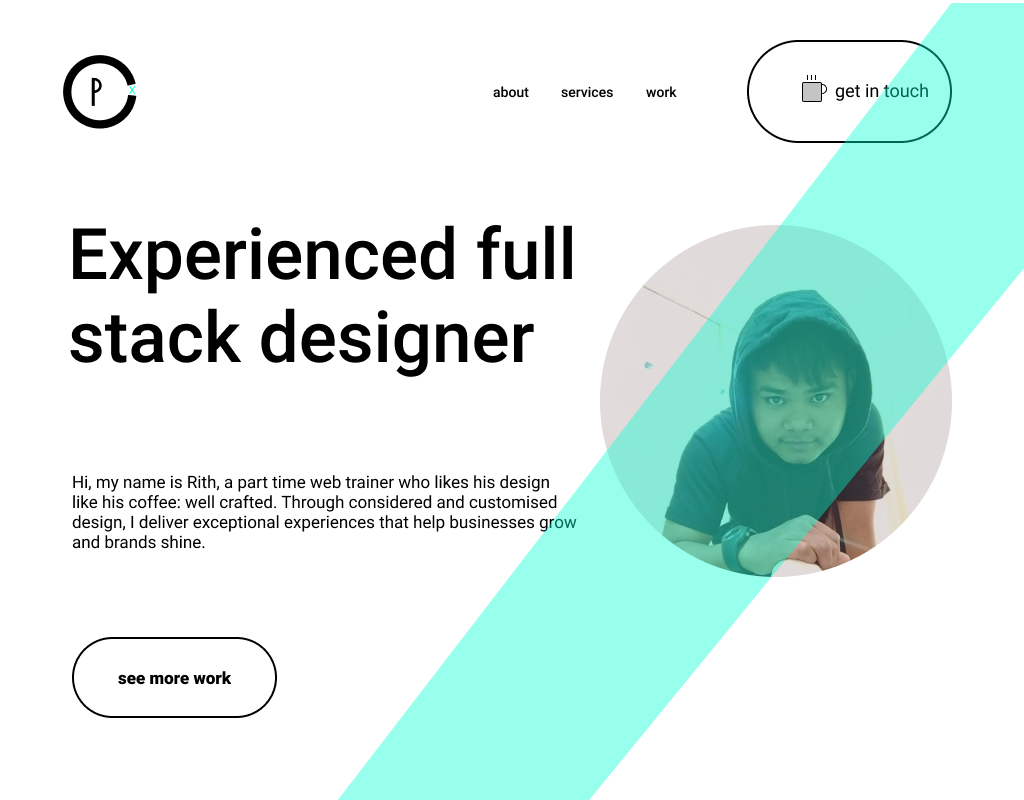 P
x
about services work
get in touch
Experienced full
stack designer
Hi, my name is Rith, a part time web trainer who likes his design
like his coffee: well crafted. Through considered and customised
design, I deliver exceptional experiences that help businesses grow
and brands shine.
see more work